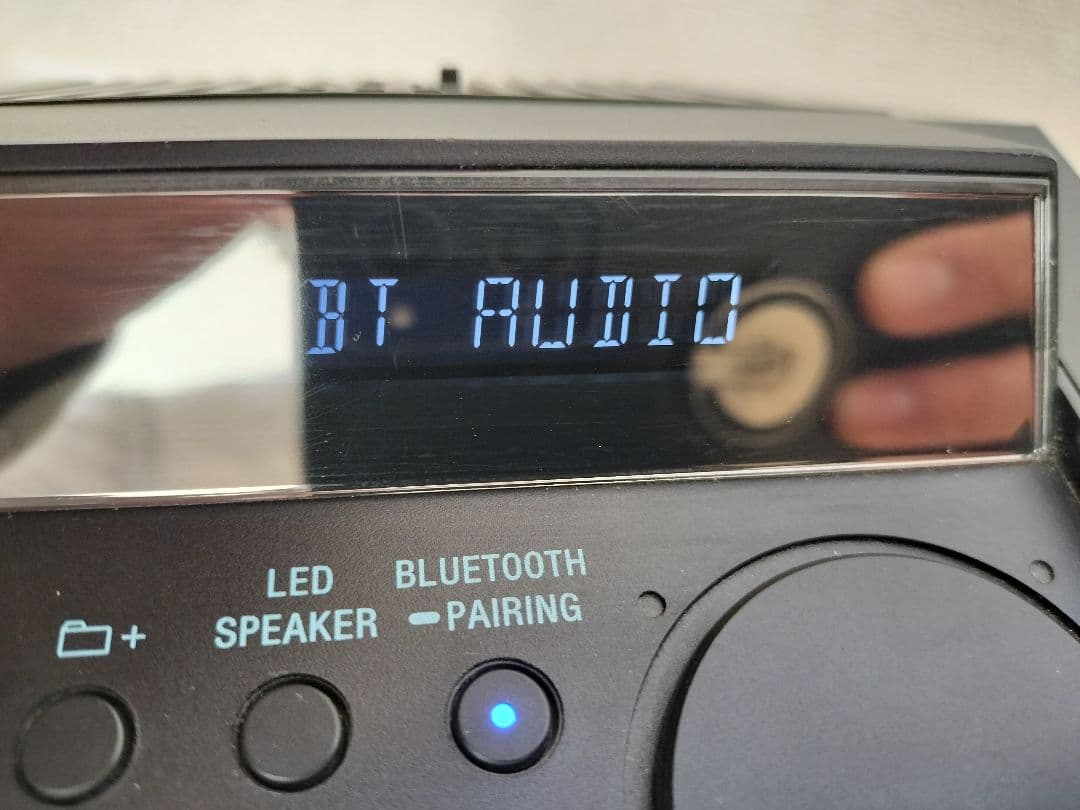 BT AUDIO
LED
SPEAKER
BLUETOOTH
PAIRING
+